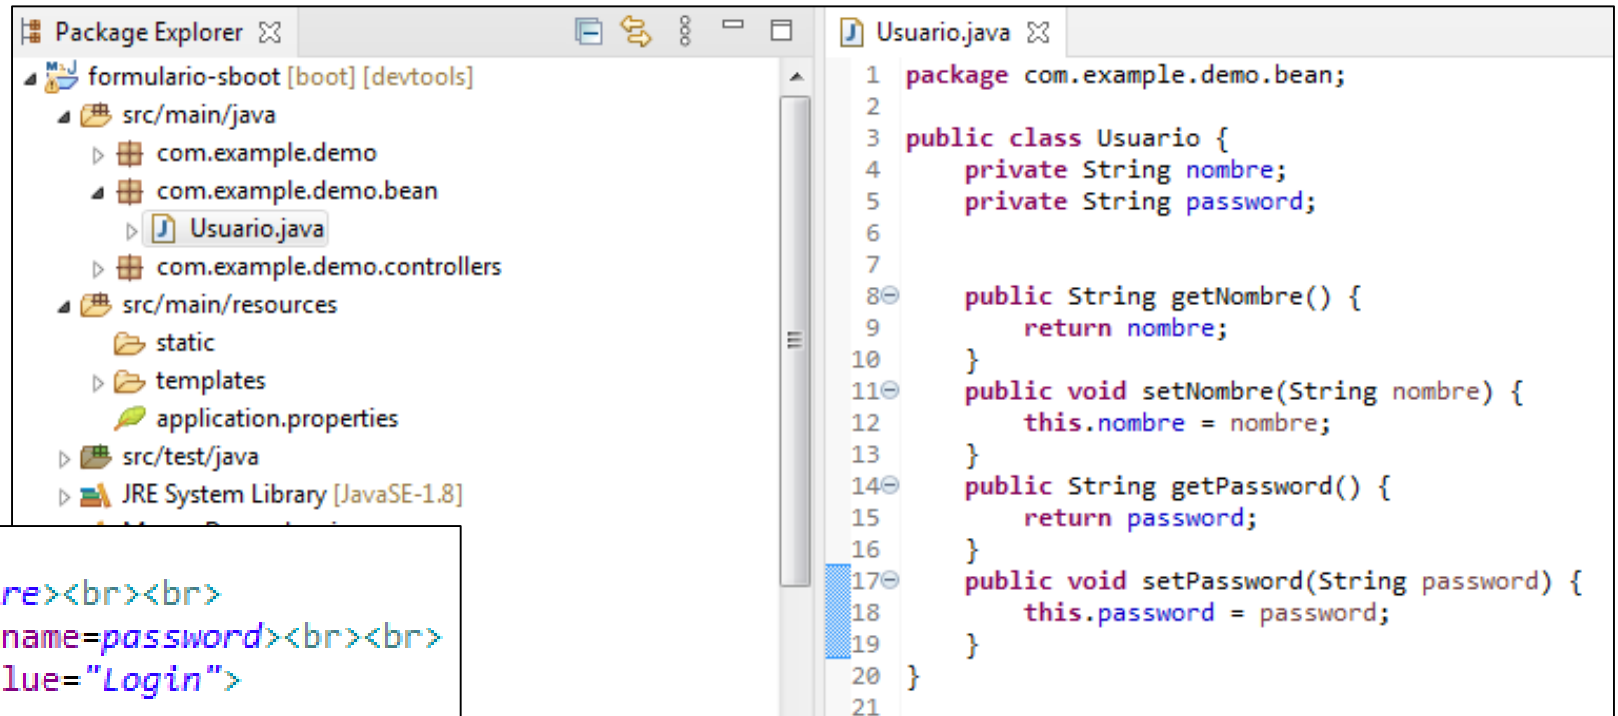 Package Explorer
formulario-sboot [boot] [devtools]
src/main/java
com.example.demo
com.example.demo.bean
Usuario.java
com.example.demo.controllers
src/main/resources
static
templates
application.properties
src/test/java
JRE System Library [JavaSE-1.8]
re><br><br>
name=password><br><br>
lue="Login">
Usuario.java
1 package com.example.demo.bean;
2
3 public class Usuario {
4 private String nombre;
5 private String password;
6
7
8 public String getNombre() {
9 return nombre;
10 }
11 public void setNombre(String nombre) {
12 this.nombre = nombre;
13 }
14 public String getPassword() {
15 return password;
16 }
17 public void setPassword(String password) {
18 this.password = password;
19 }
20 }
21